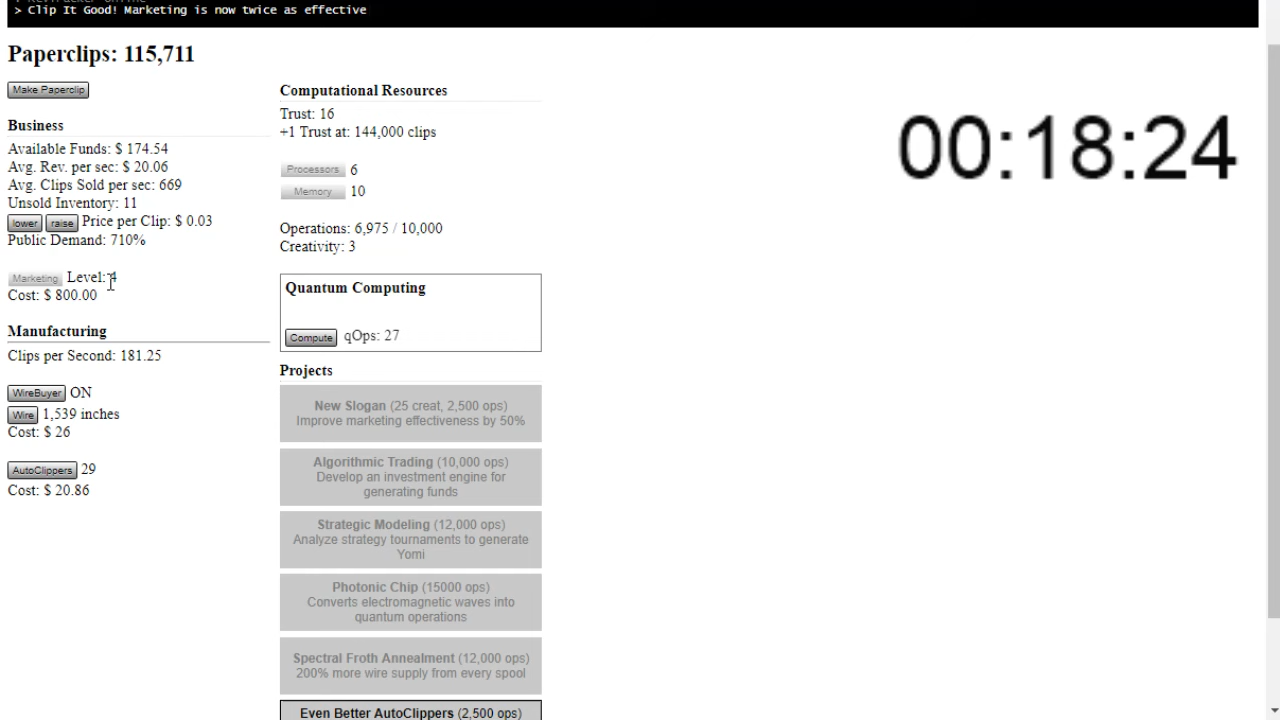 > Clip It Good! Marketing is now twice as effective
Paperclips: 115,711
Make Paperclip
Business
Available Funds: $ 174.54
Avg. Rev. per sec: $ 20.06
Avg. Clips Sold per sec: 669
Unsold Inventory: 11
lower raise Price per Clip: $ 0.03
Public Demand: 710%
Marketing Level: 4
Cost: $ 800.00
Manufacturing
Clips per Second: 181.25
WireBuyer ON
Wire 1,539 inches
Cost: $ 26
AutoClippers 29
Cost: $ 20.86
Computational Resources
Trust: 16
+1 Trust at: 144,000 clips
Processors 6
Memory 10
Operations: 6,975 / 10,000
Creativity: 3
Quantum Computing
Compute qOps: 27
Projects
New Slogan (25 creat, 2,500 ops)
Improve marketing effectiveness by 50%
Algorithmic Trading (10,000 ops)
Develop an investment engine for
generating funds
Strategic Modeling (12,000 ops)
Analyze strategy tournaments to generate
Yomi
Photonic Chip (15000 ops)
Converts electromagnetic waves into
quantum operations
Spectral Froth Annealment (12,000 ops)
200% more wire supply from every spool
Even Better AutoClippers (2,500 ops)
00:18:24